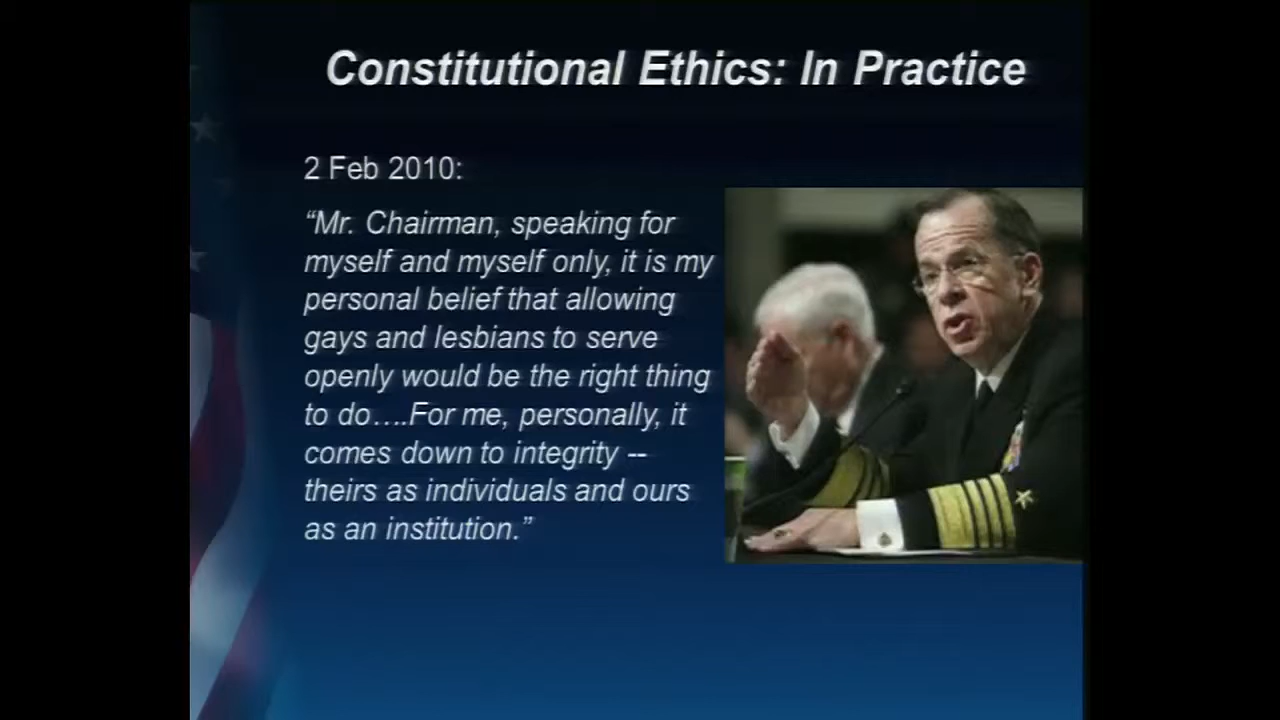 Constitutional Ethics: In Practice
2 Feb 2010:
“Mr. Chairman, speaking for
myself and myself only, it is my
personal belief that allowing
gays and lesbians to serve
openly would be the right thing
to do….For me, personally, it
comes down to integrity --
theirs as individuals and ours
as an institution.”